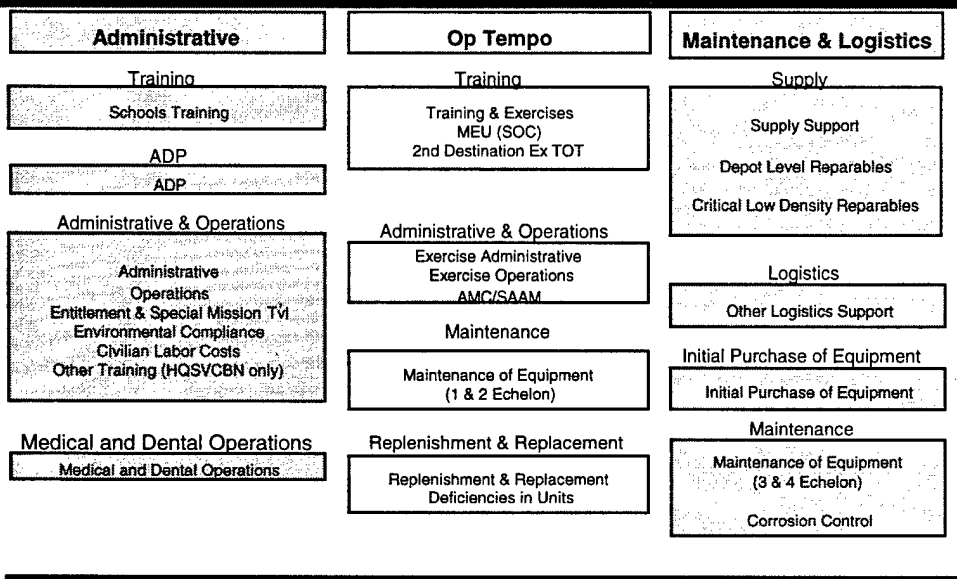 Administrative
Training
Schools Training
ADP
ADP
Administrative & Operations
Administrative
Operations
Entitlement & Special Mission Tvl
Environmental Compliance
Civilian Labor Costs
Other Training (HQSVCBN only)
Medical and Dental Operations
Medical and Dental Operations
Op Tempo
Training
Training & Exercises
MEU (SOC)
2nd Destination Ex TOT
Administrative & Operations
Exercise Administrative
Exercise Operations
AMC/SAAM
Maintenance
Maintenance of Equipment
(1 & 2 Echelon)
Replenishment & Replacement
Replenishment & Replacement
Deficiencies in Units
Maintenance & Logistics
Supply
Supply Support
Depot Level Reparables
Critical Low Density Reparables
Logistics
Other Logistics Support
Initial Purchase of Equipment
Initial Purchase of Equipment
Maintenance
Maintenance of Equipment
(3 & 4 Echelon)
Corrosion Control